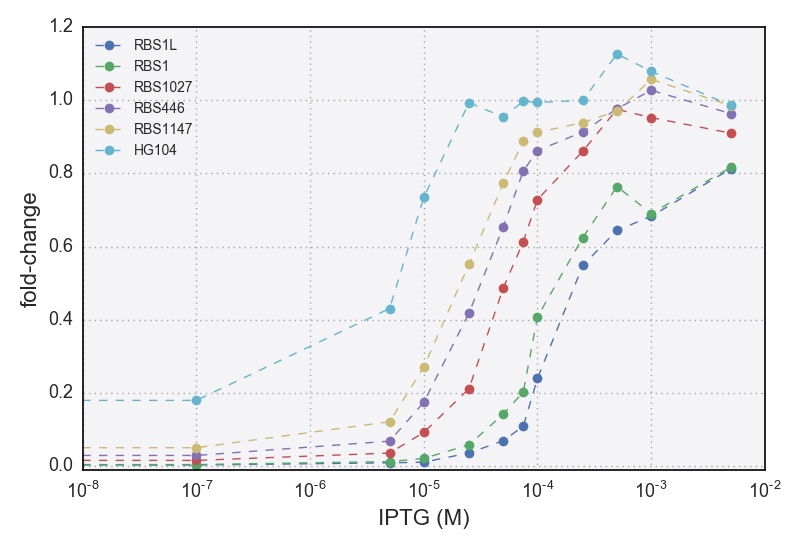 1.2
1.0
0.8
0.6
0.4
0.2
0.0
fold-change
RBS1L
RBS1
RBS1027
RBS446
RBS1147
HG104
10⁻⁸ 10⁻⁷ 10⁻⁶ 10⁻⁵ 10⁻⁴ 10⁻³ 10⁻²
IPTG (M)